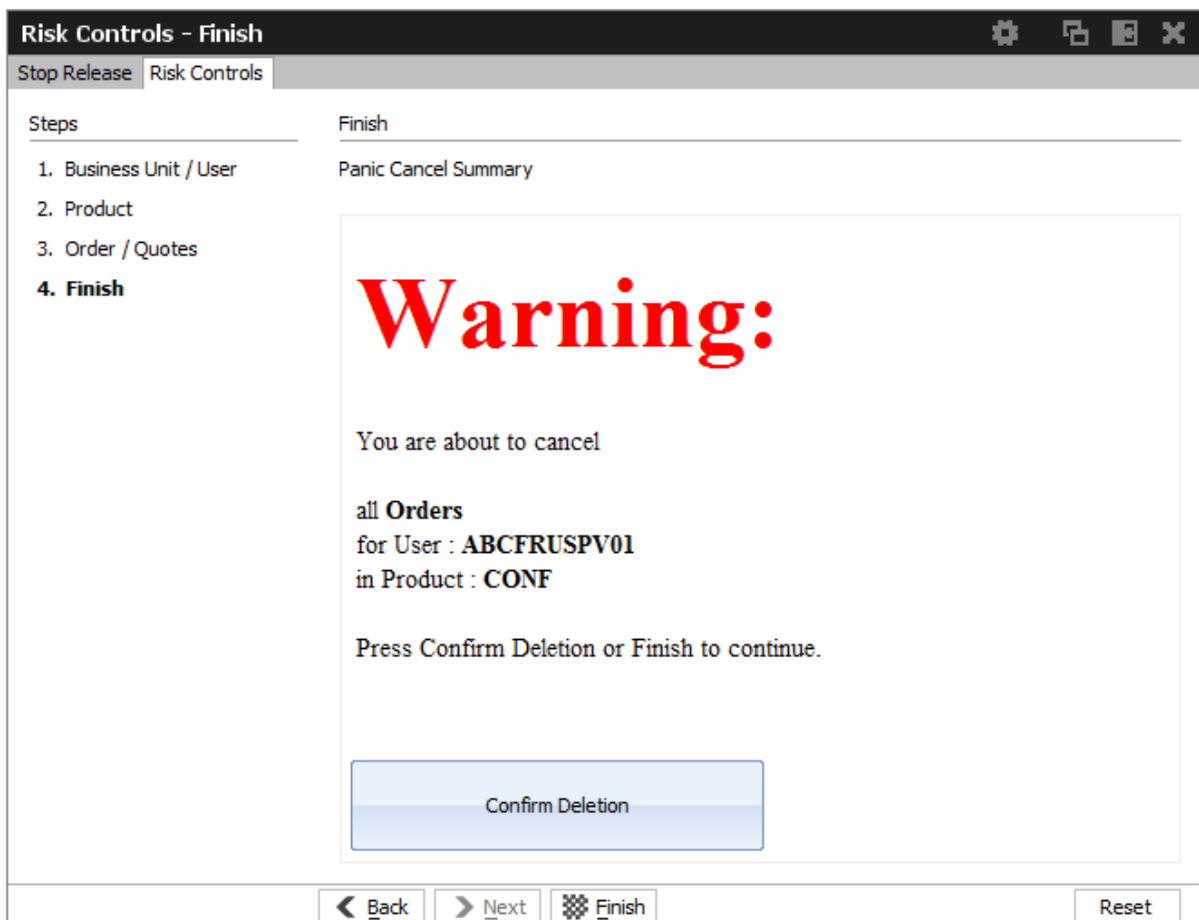 Risk Controls - Finish
Stop Release Risk Controls
Steps
1. Business Unit / User
2. Product
3. Order / Quotes
4. Finish
Finish
Panic Cancel Summary
Warning:
You are about to cancel
all Orders
for User : ABCFRUSPV01
in Product : CONF
Press Confirm Deletion or Finish to continue.
Confirm Deletion
Back Next Finish Reset